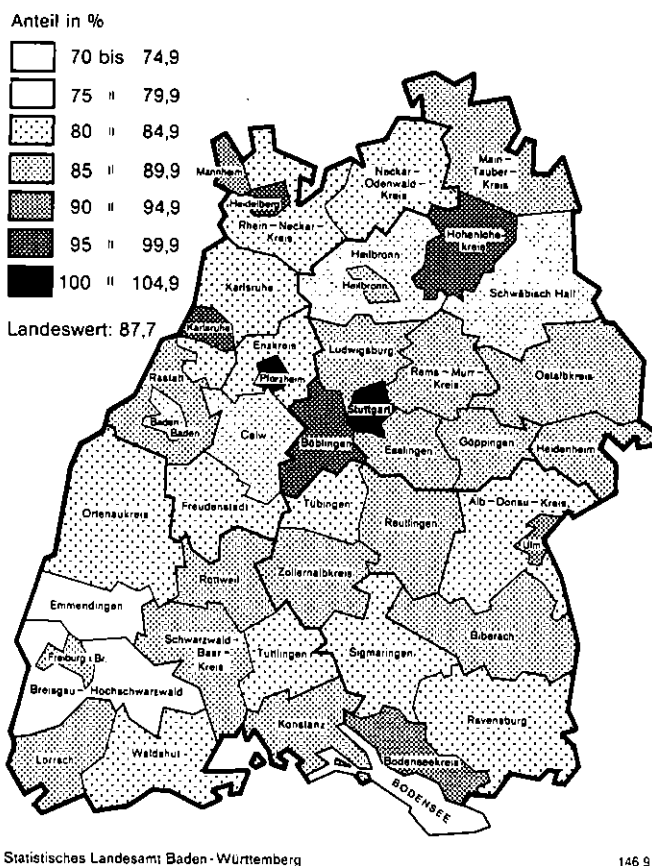 Anteil in %
70 bis 74,9
75 " 79,9
80 " 84,9
85 " 89,9
90 " 94,9
95 " 99,9
100 " 104,9
Landeswert: 87,7
Mannheim
Heidelberg
Rhein-Neckar-
Kreis
Neckar-
Odenwald-
Kreis
Main-
Tauber-
Kreis
Hohenlohe-
kreis
Heilbronn
Heilbronn
Schwäbisch Hall
Karlsruhe
Karlsruhe
Enzkreis
Pforzheim
Ludwigsburg
Rems-Murr-
Kreis
Ostalbkreis
Rastatt
Baden-
Baden
Calw
Böblingen
Stuttgart
Esslingen
Göppingen
Heidenheim
Ortenaukreis
Freudenstadt
Tübingen
Reutlingen
Alb-Donau-Kreis
Ulm
Rottweil
Zollernalbkreis
Biberach
Emmendingen
Schwarzwald-
Baar-
Kreis
Tuttlingen
Sigmaringen
Freiburg i. Br.
Breisgau-Hochschwarzwald
Konstanz
Ravensburg
Bodenseekreis
Lörrach
Waldshut
BODENSEE
Statistisches Landesamt Baden-Württemberg
146 9